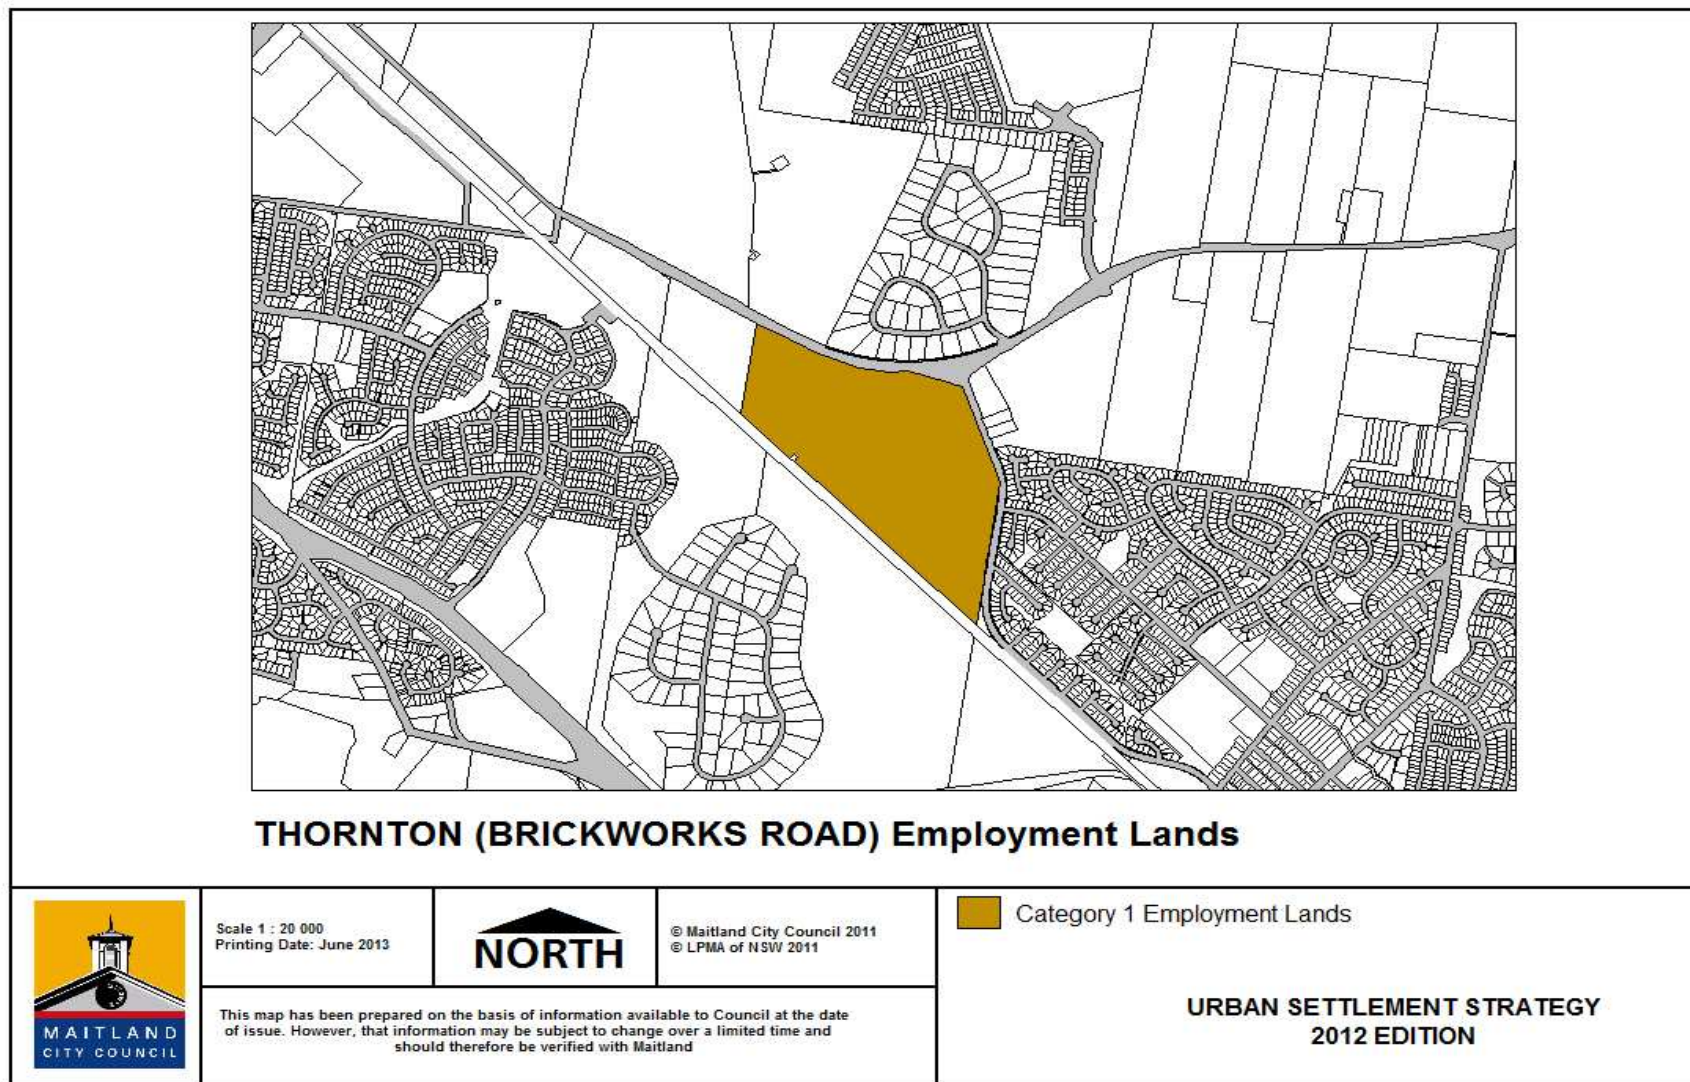 THORNTON (BRICKWORKS ROAD) Employment Lands
MAITLAND
CITY COUNCIL
Scale 1 : 20 000
Printing Date: June 2013
NORTH
© Maitland City Council 2011
© LPMA of NSW 2011
This map has been prepared on the basis of information available to Council at the date
of issue. However, that information may be subject to change over a limited time and
should therefore be verified with Maitland
Category 1 Employment Lands
URBAN SETTLEMENT STRATEGY
2012 EDITION